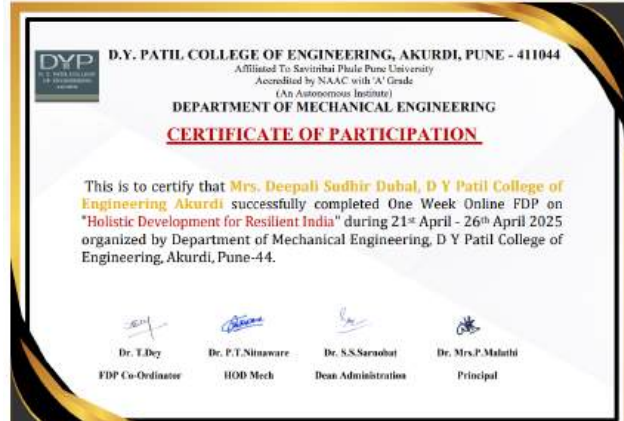 DYP
D.Y. PATIL COLLEGE OF ENGINEERING, AKURDI, PUNE - 411044
Affiliated To Savitribai Phule Pune University
Accredited by NAAC with 'A' Grade
(An Autonomous Institute)
DEPARTMENT OF MECHANICAL ENGINEERING
CERTIFICATE OF PARTICIPATION
This is to certify that Mrs. Deepali Sudhir Dubal, D Y Patil College of
Engineering Akurdi successfully completed One Week Online FDP on
"Holistic Development for Resilient India" during 21st April - 26th April 2025
organized by Department of Mechanical Engineering, D Y Patil College of
Engineering, Akurdi, Pune-44.
Dr. T.Dey Dr. P.T.Nitnaware Dr. S.S.Sarnobat Dr. Mrs.P.Malathi
FDP Co-Ordinator HOD Mech Dean Administration Principal